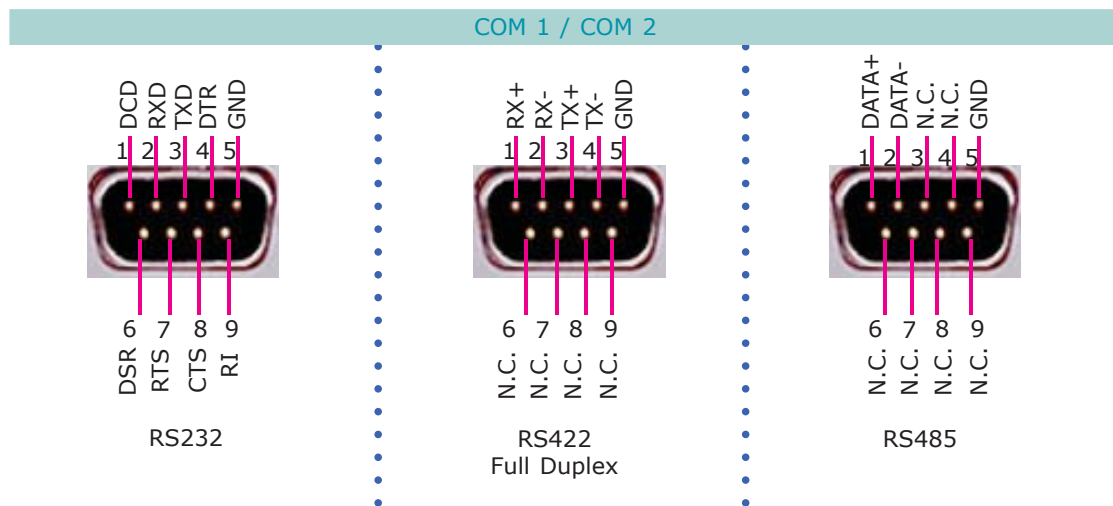 COM 1 / COM 2
DCD RXD TXD DTR GND
1 2 3 4 5
6 7 8 9
DSR RTS CTS RI
RS232
RX+ RX- TX+ TX- GND
1 2 3 4 5
6 7 8 9
N.C. N.C. N.C. N.C.
RS422
Full Duplex
DATA+ DATA- N.C. N.C. GND
1 2 3 4 5
6 7 8 9
N.C. N.C. N.C. N.C.
RS485